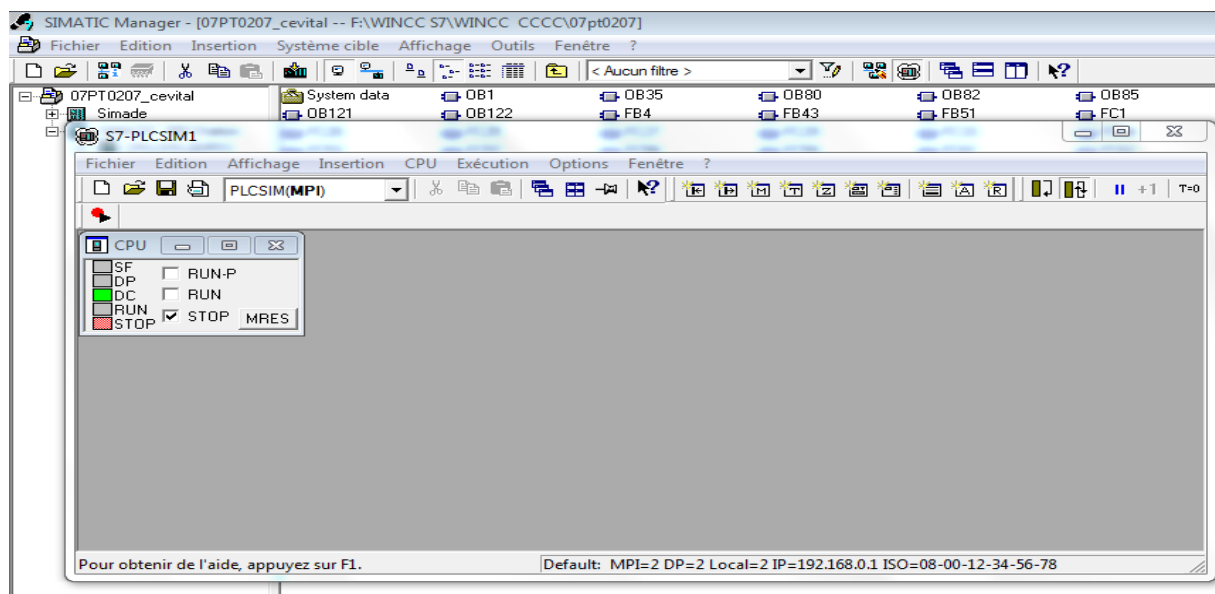 SIMATIC Manager - [07PT0207_cevital -- F:\WINCC S7\WINCC CCCC\07pt0207]
Fichier Edition Insertion Système cible Affichage Outils Fenêtre ?
< Aucun filtre >
07PT0207_cevital System data OB1 OB35 OB80 OB82 OB85
Simade OB121 OB122 FB4 FB43 FB51 FC1
S7-PLCSIM1
Fichier Edition Affichage Insertion CPU Exécution Options Fenêtre ?
PLCSIM(MPI) +1 T=0
CPU
SF
DP RUN-P
DC RUN
RUN
STOP STOP MRES
Pour obtenir de l'aide, appuyez sur F1. Default: MPI=2 DP=2 Local=2 IP=192.168.0.1 ISO=08-00-12-34-56-78